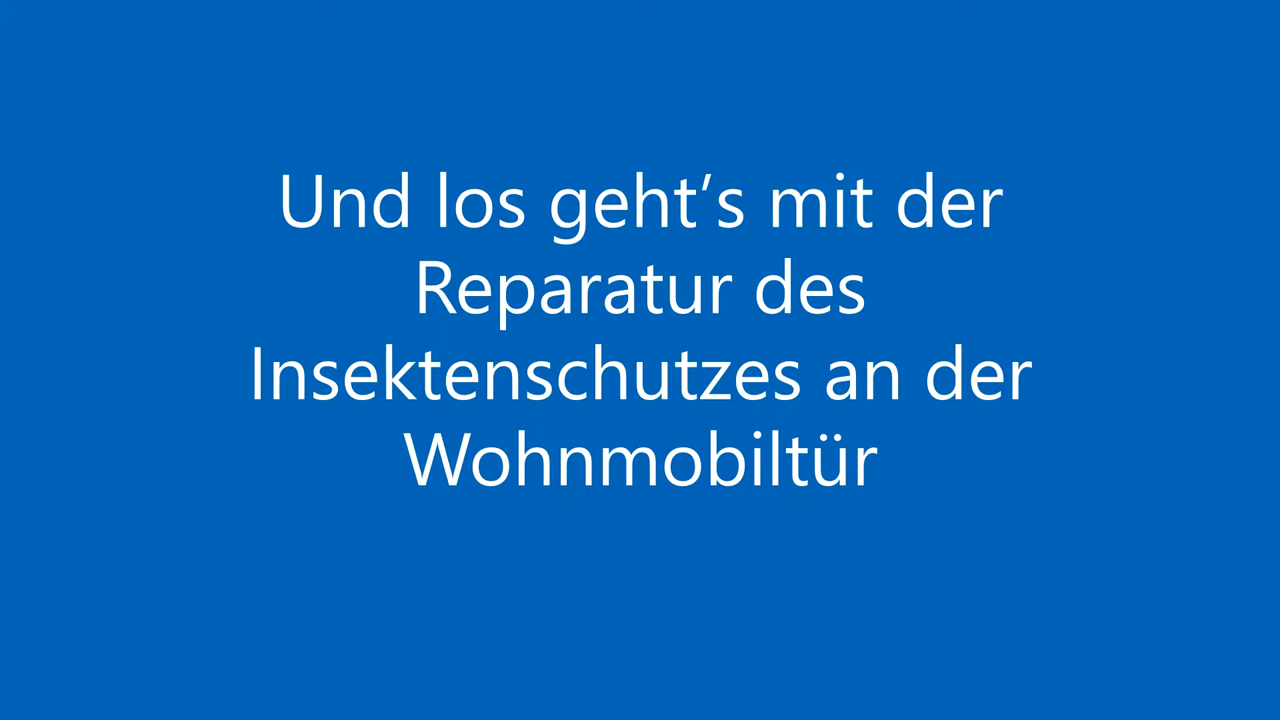 Und los geht’s mit der
Reparatur des
Insektenschutzes an der
Wohnmobiltür